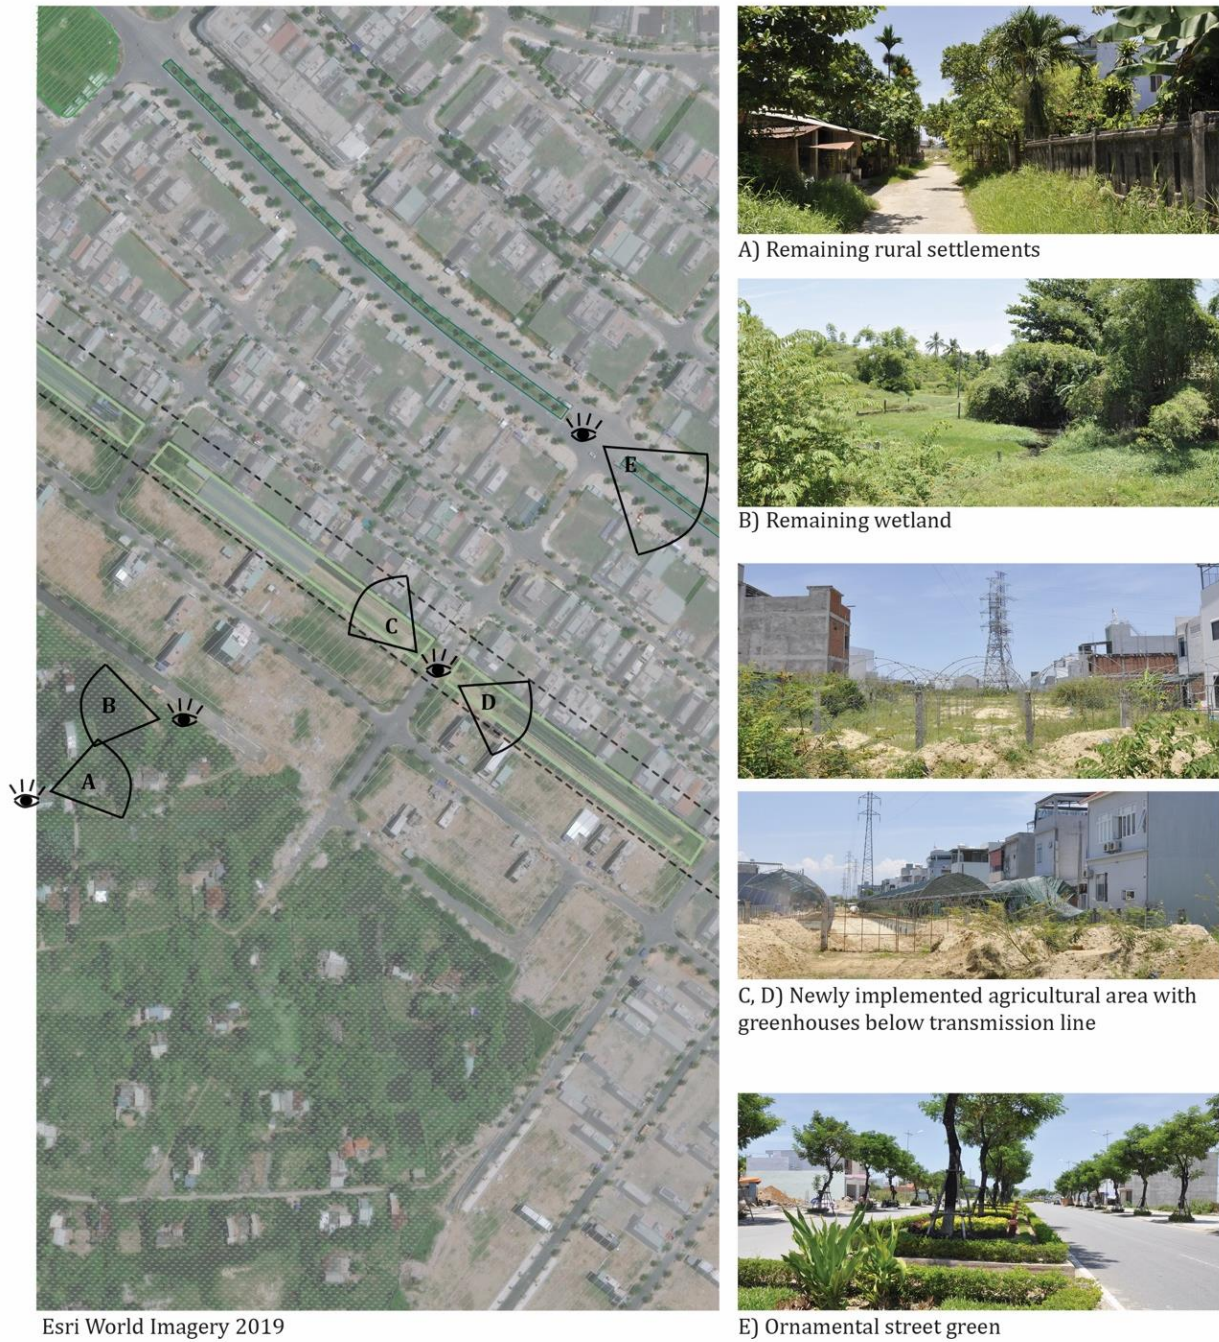 A) Remaining rural settlements
B) Remaining wetland
E
C
D
B
A
C, D) Newly implemented agricultural area with
greenhouses below transmission line
Esri World Imagery 2019
E) Ornamental street green